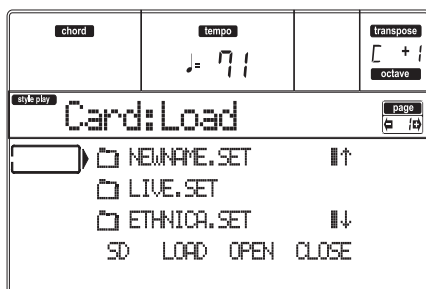 chord tempo transpose
♩= 71 C +1
octave
style play Card:Load page
1
NEWNAME.SET ↑
LIVE.SET
ETHNICA.SET ↓
SD LOAD OPEN CLOSE